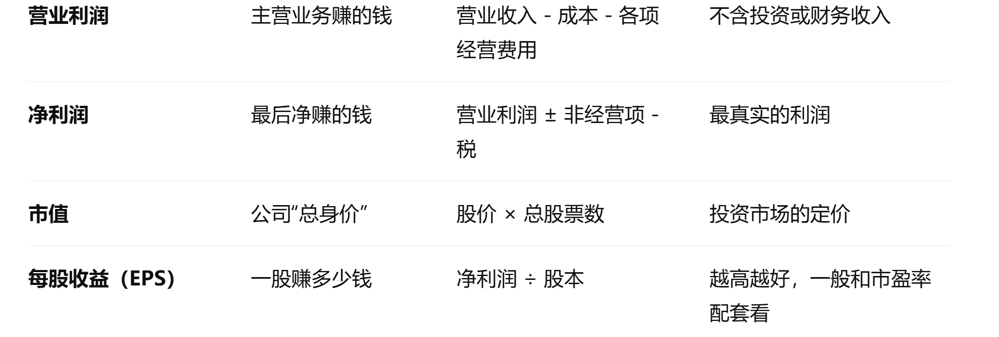 营业利润 主营业务赚的钱 营业收入 - 成本 - 各项 不含投资或财务收入
经营费用
净利润 最后净赚的钱 营业利润 ± 非经营项 - 最真实的利润
税
市值 公司“总身价” 股价 × 总股票数 投资市场的定价
每股收益（EPS） 一股赚多少钱 净利润 ÷ 股本 越高越好，一般和市盈率
配套看